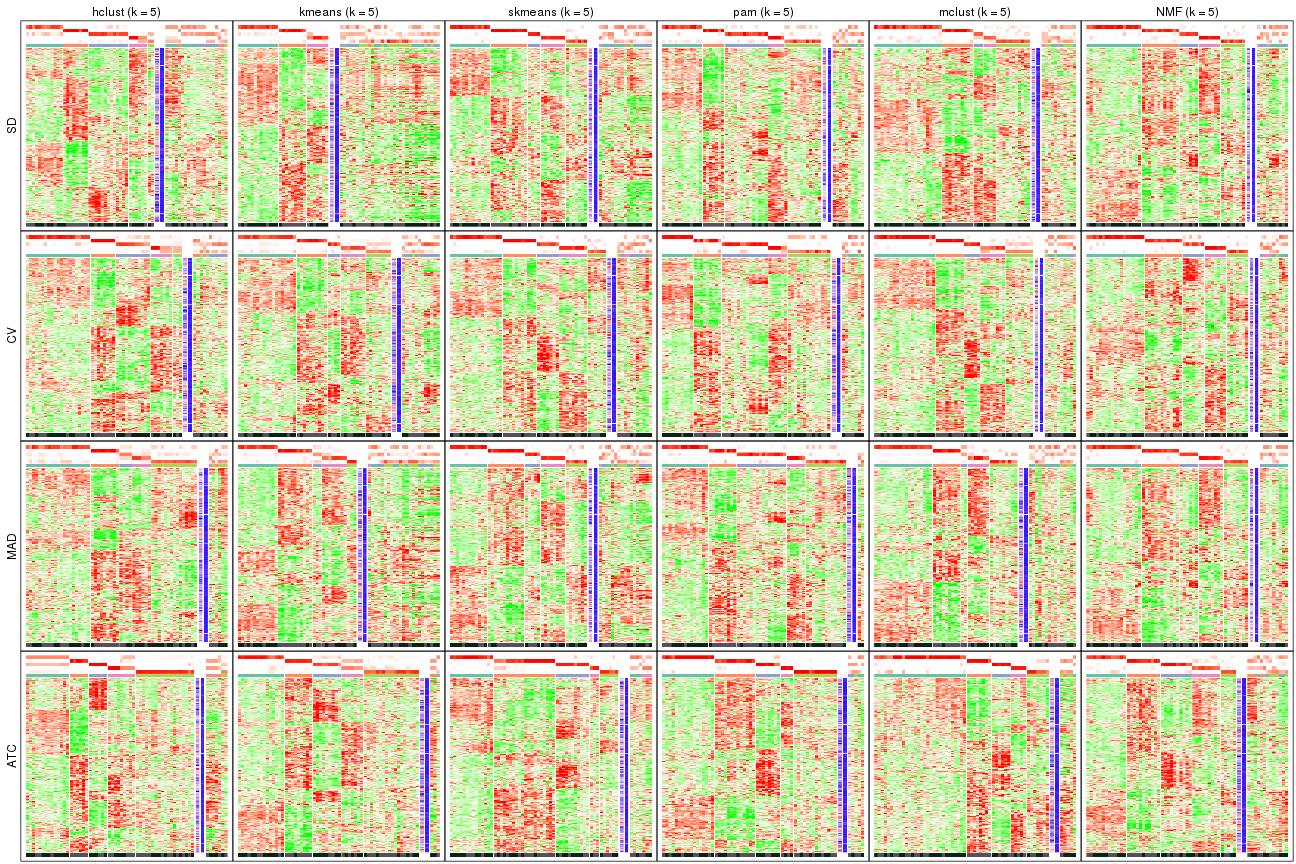 hclust (k = 5) kmeans (k = 5) skmeans (k = 5) pam (k = 5) mclust (k = 5) NMF (k = 5)
SD
CV
MAD
ATC